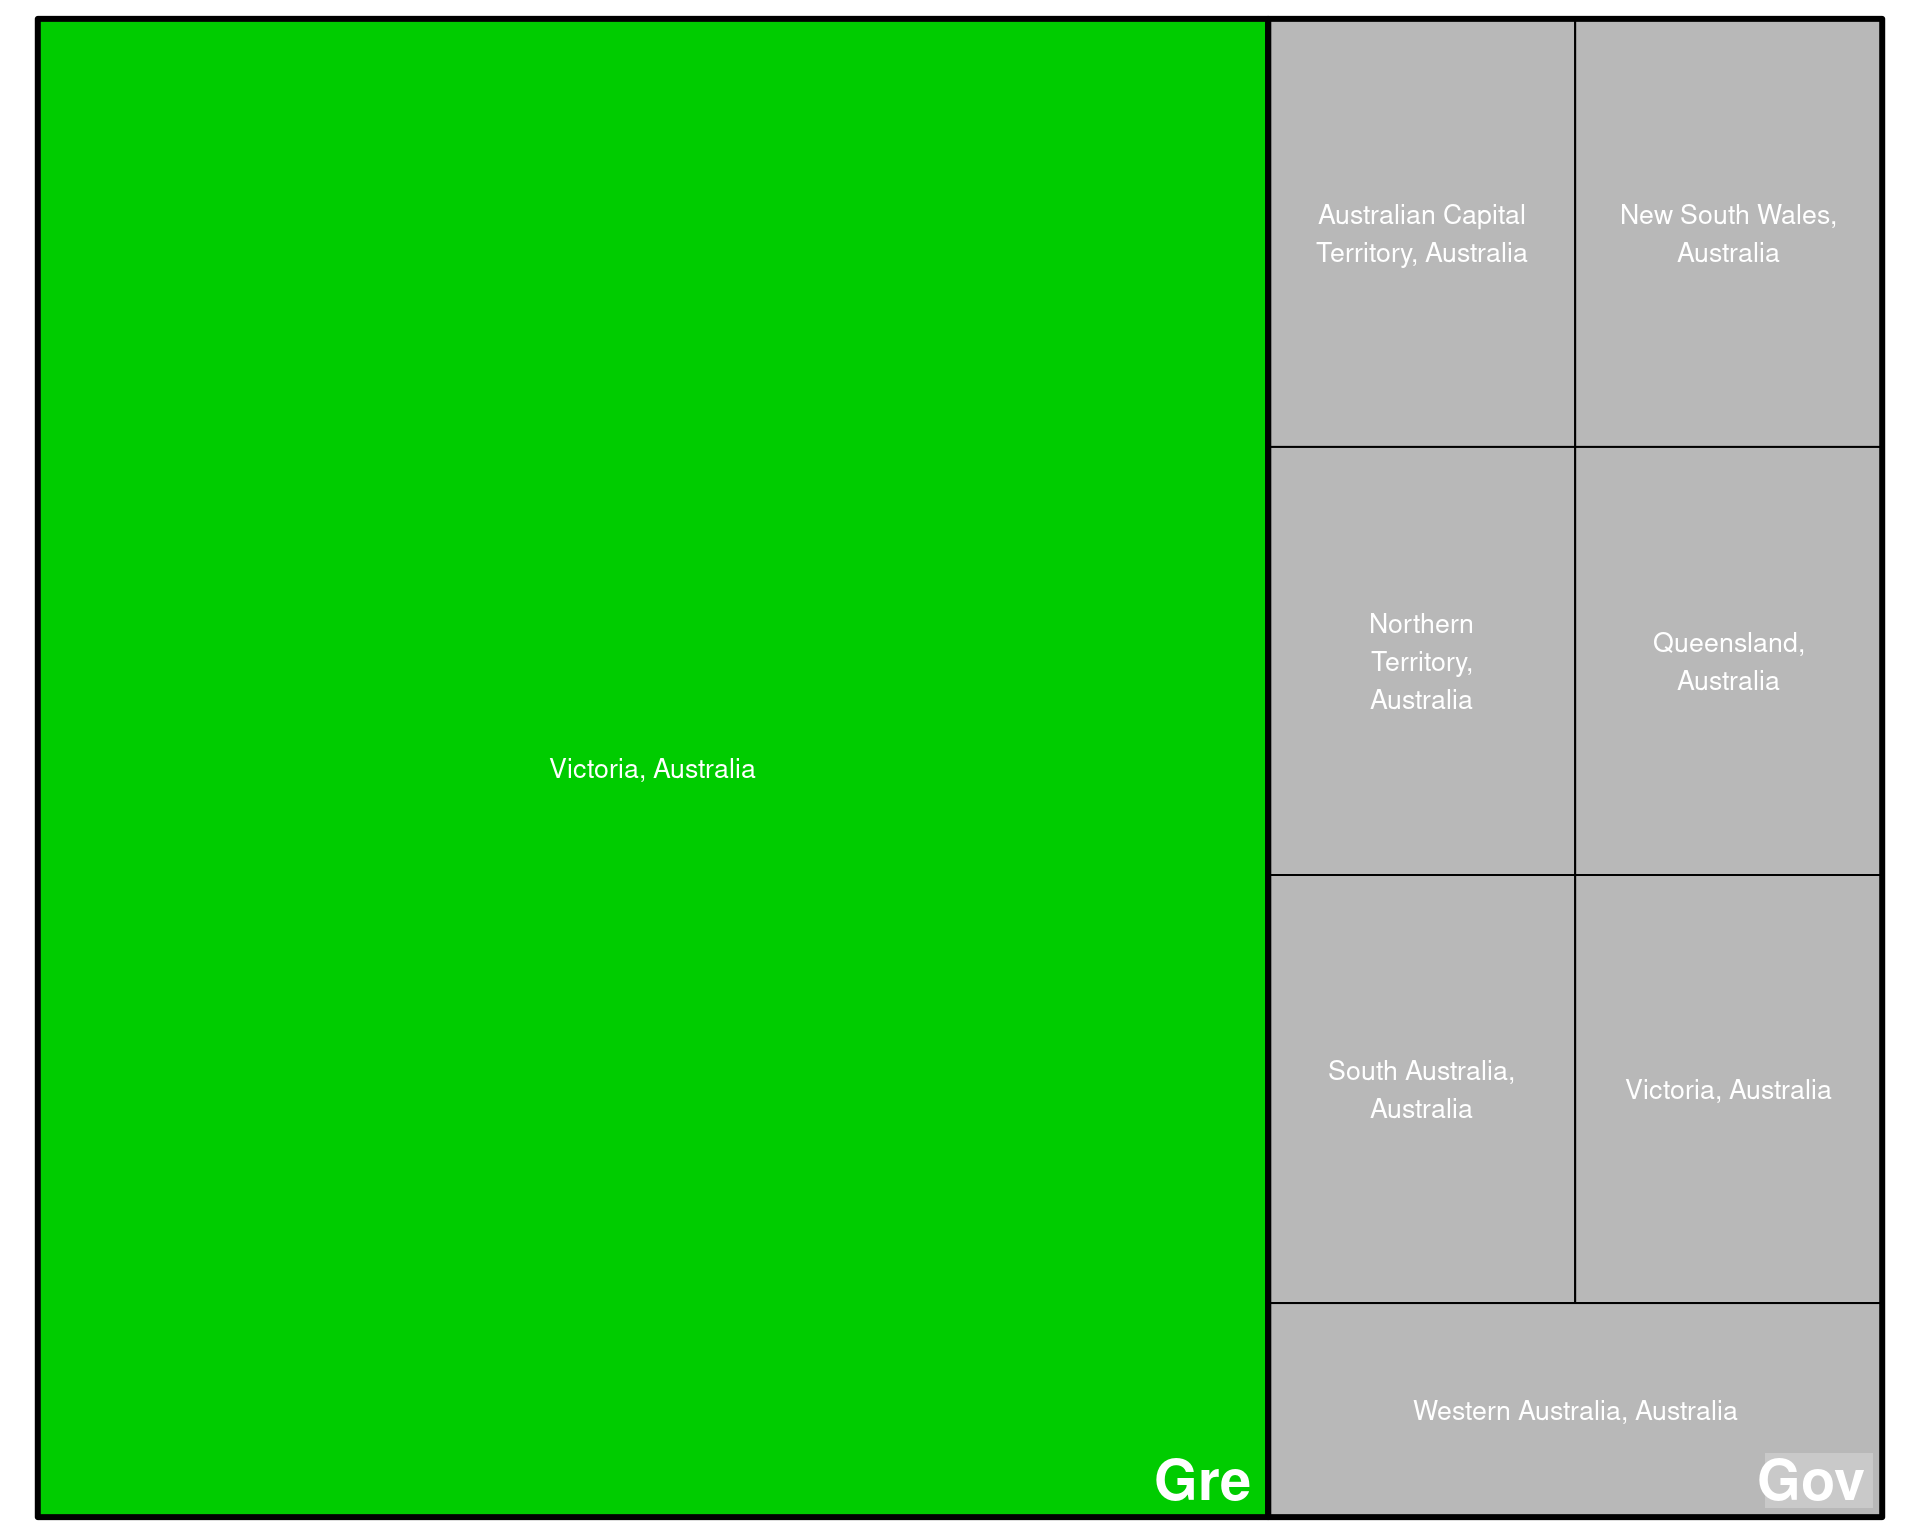 Victoria, Australia
Gre
Australian Capital
Territory, Australia
New South Wales,
Australia
Northern
Territory,
Australia
Queensland,
Australia
South Australia,
Australia
Victoria, Australia
Western Australia, Australia
Gov